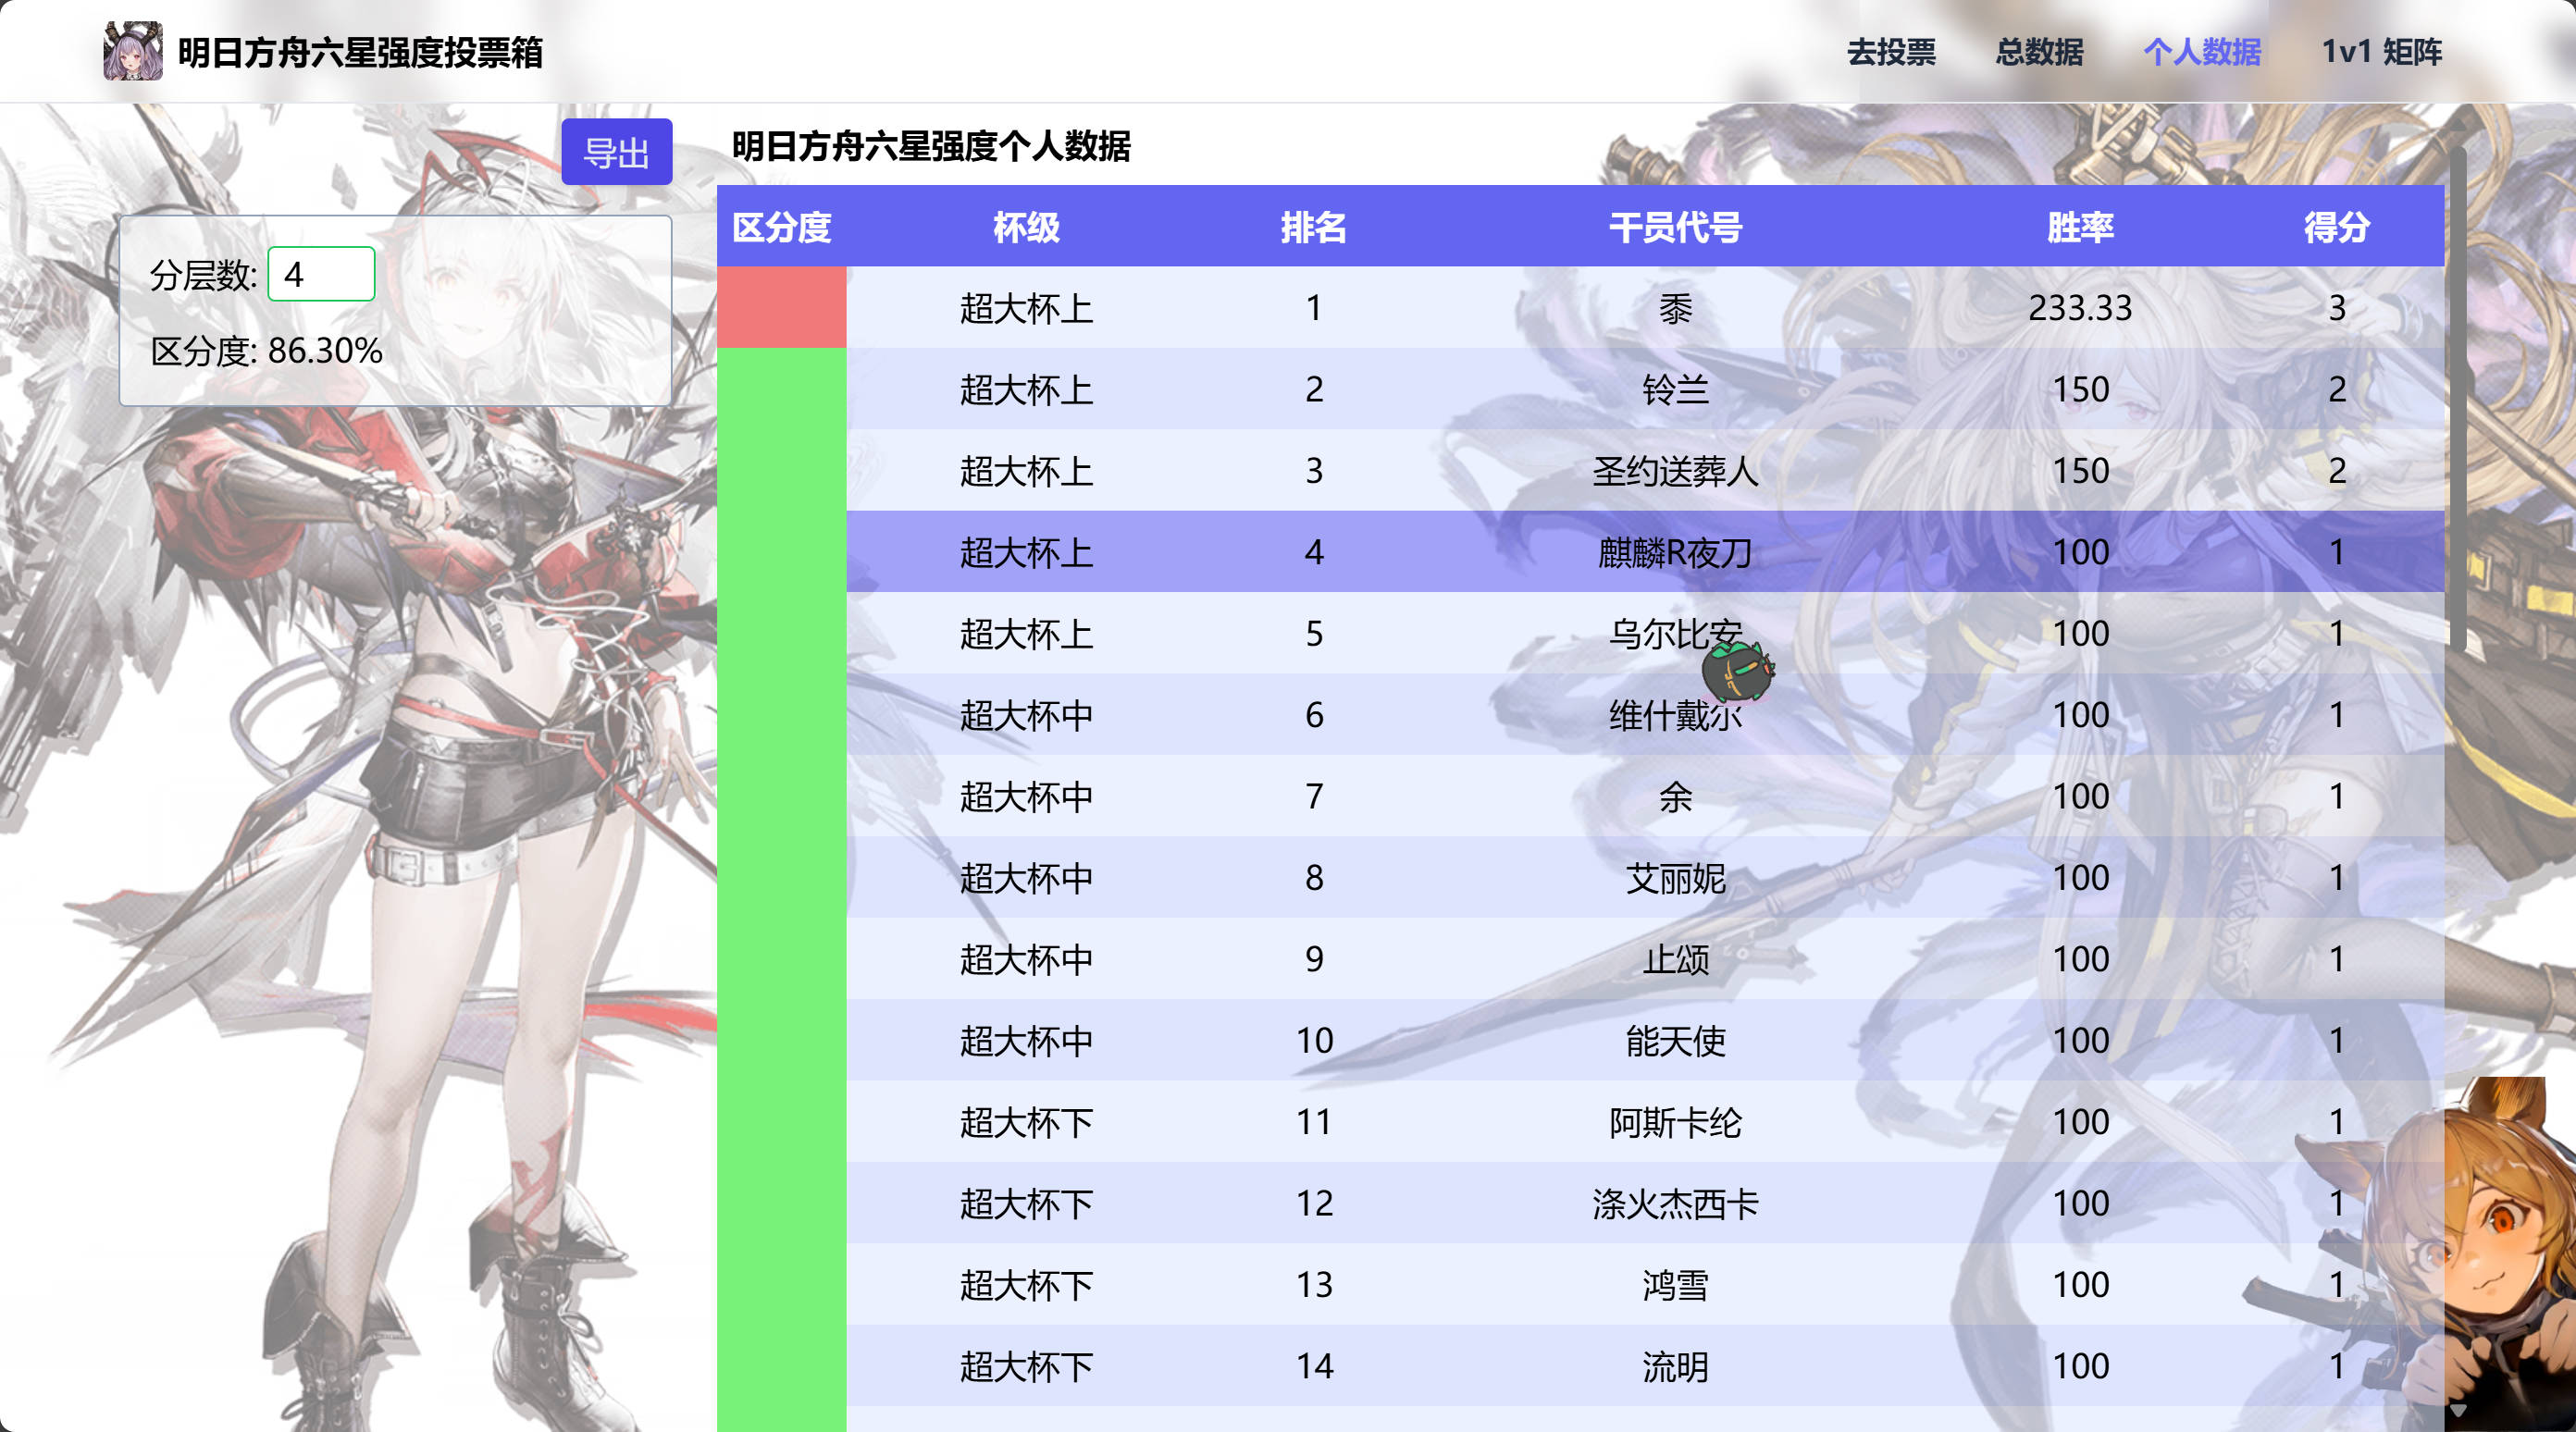 明日方舟六星强度投票箱
去投票 总数据 个人数据 1v1 矩阵
导出
分层数: 4
区分度: 86.30%
明日方舟六星强度个人数据
区分度 杯级 排名 干员代号 胜率 得分
超大杯上 1 黍 233.33 3
超大杯上 2 铃兰 150 2
超大杯上 3 圣约送葬人 150 2
超大杯上 4 麒麟R夜刀 100 1
超大杯上 5 乌尔比安 100 1
超大杯中 6 维什戴尔 100 1
超大杯中 7 余 100 1
超大杯中 8 艾丽妮 100 1
超大杯中 9 止颂 100 1
超大杯中 10 能天使 100 1
超大杯下 11 阿斯卡纶 100 1
超大杯下 12 涤火杰西卡 100 1
超大杯下 13 鸿雪 100 1
超大杯下 14 流明 100 1